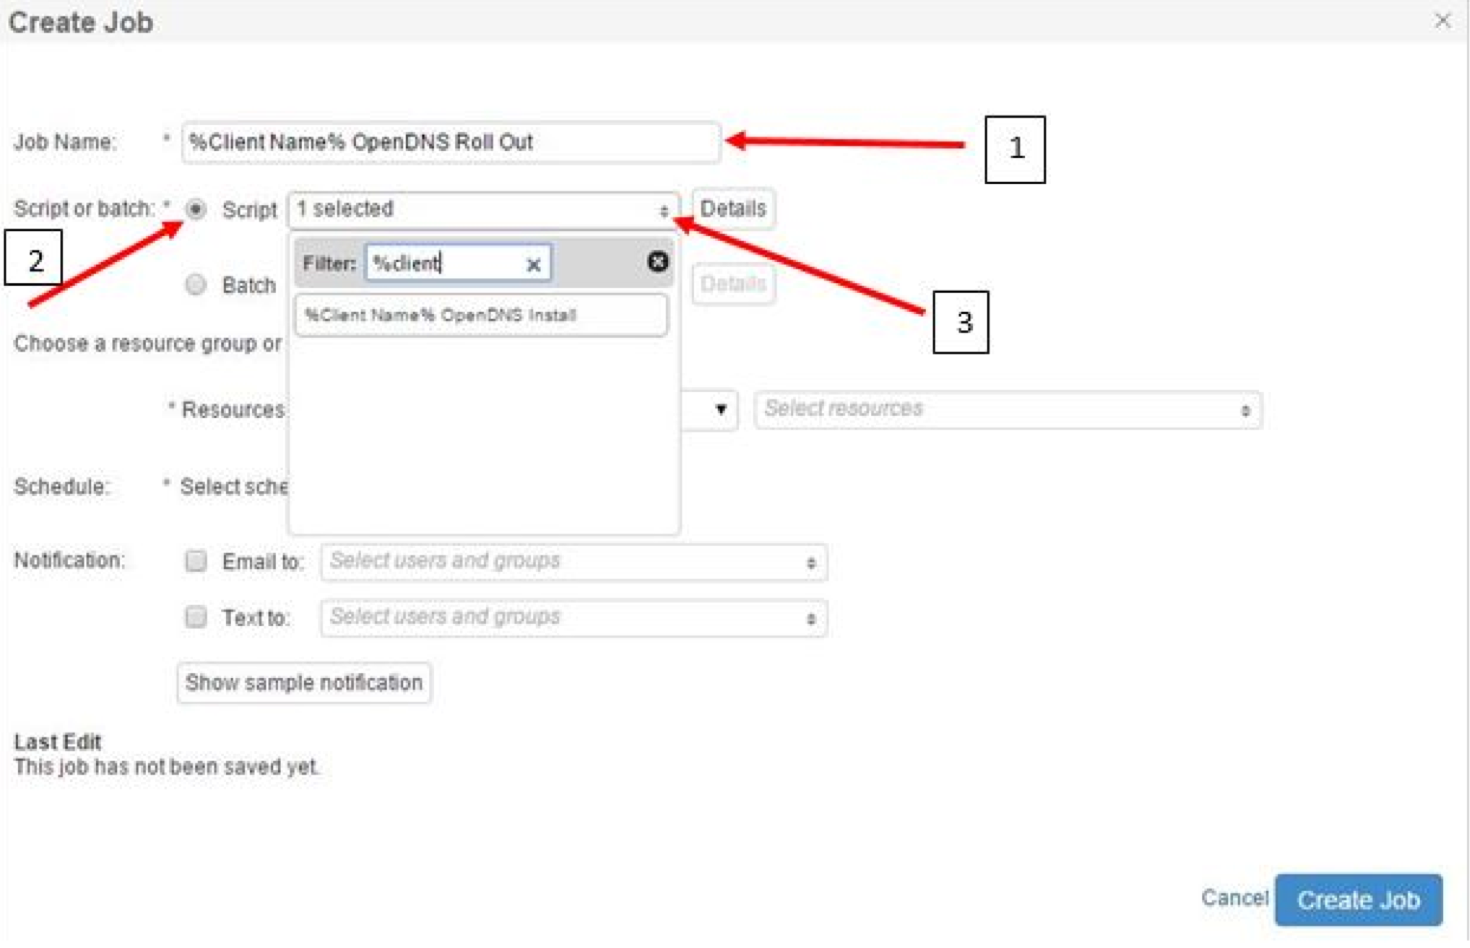 Create Job
Job Name: * %Client Name% OpenDNS Roll Out
1
Script or batch: * Script 1 selected Details
2
Filter: %client
Batch Details
%Client Name% OpenDNS Install
3
Choose a resource group or
* Resources Select resources
Schedule: * Select sche
Notification: Email to: Select users and groups
Text to: Select users and groups
Show sample notification
Last Edit
This job has not been saved yet.
Cancel Create Job